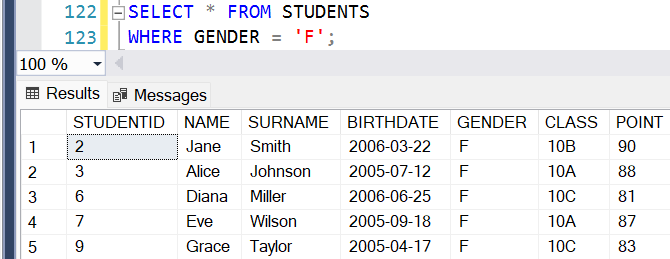 122 SELECT * FROM STUDENTS
123 WHERE GENDER = 'F';
100 %
Results Messages
STUDENTID NAME SURNAME BIRTHDATE GENDER CLASS POINT
1 2 Jane Smith 2006-03-22 F 10B 90
2 3 Alice Johnson 2005-07-12 F 10A 88
3 6 Diana Miller 2006-06-25 F 10C 81
4 7 Eve Wilson 2005-09-18 F 10A 87
5 9 Grace Taylor 2005-04-17 F 10C 83